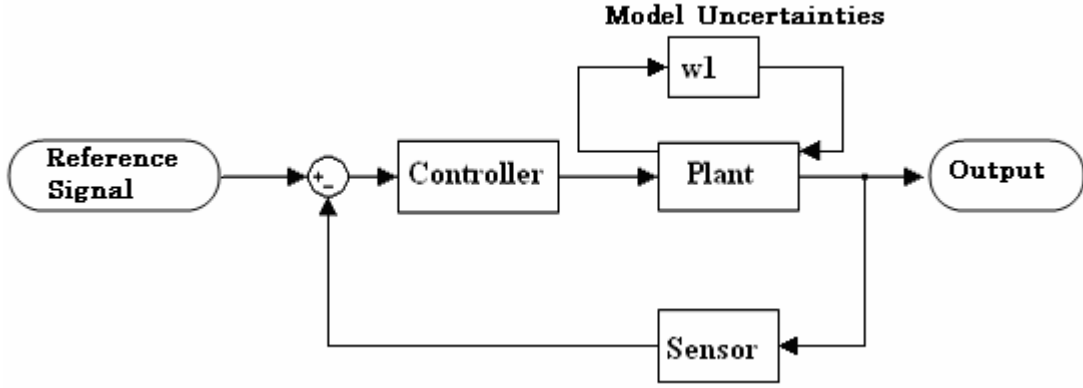 Model Uncertainties
w1
Reference
Signal
+
-
Controller
Plant
Output
Sensor